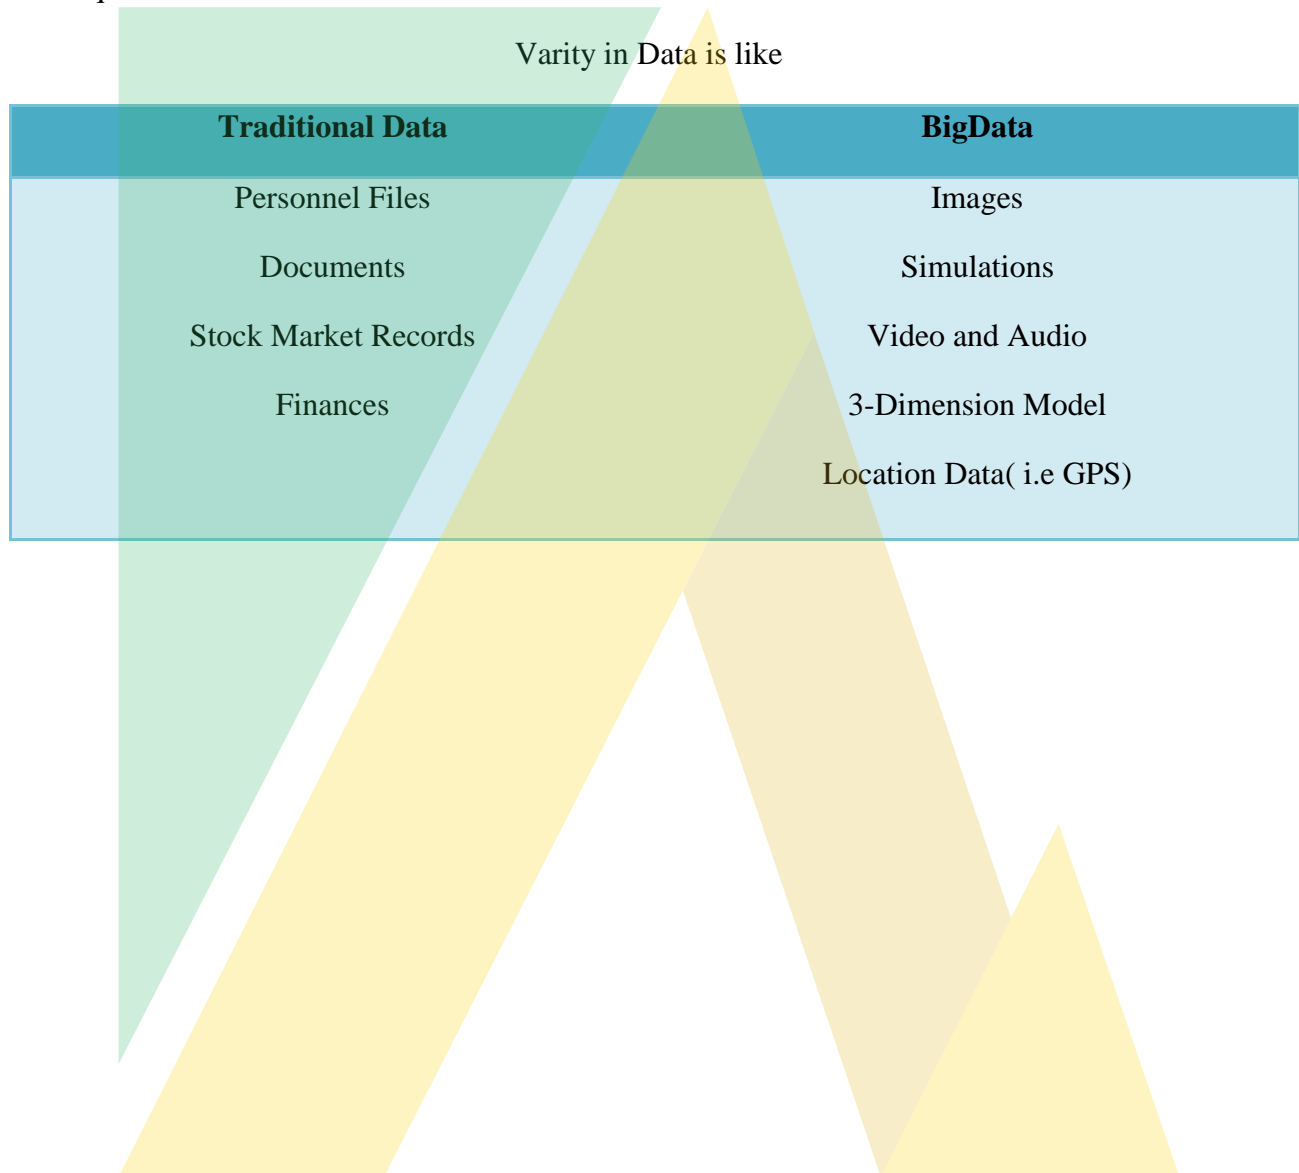 Varity in Data is like
Traditional Data BigData
Personnel Files Images
Documents Simulations
Stock Market Records Video and Audio
Finances 3-Dimension Model
Location Data( i.e GPS)